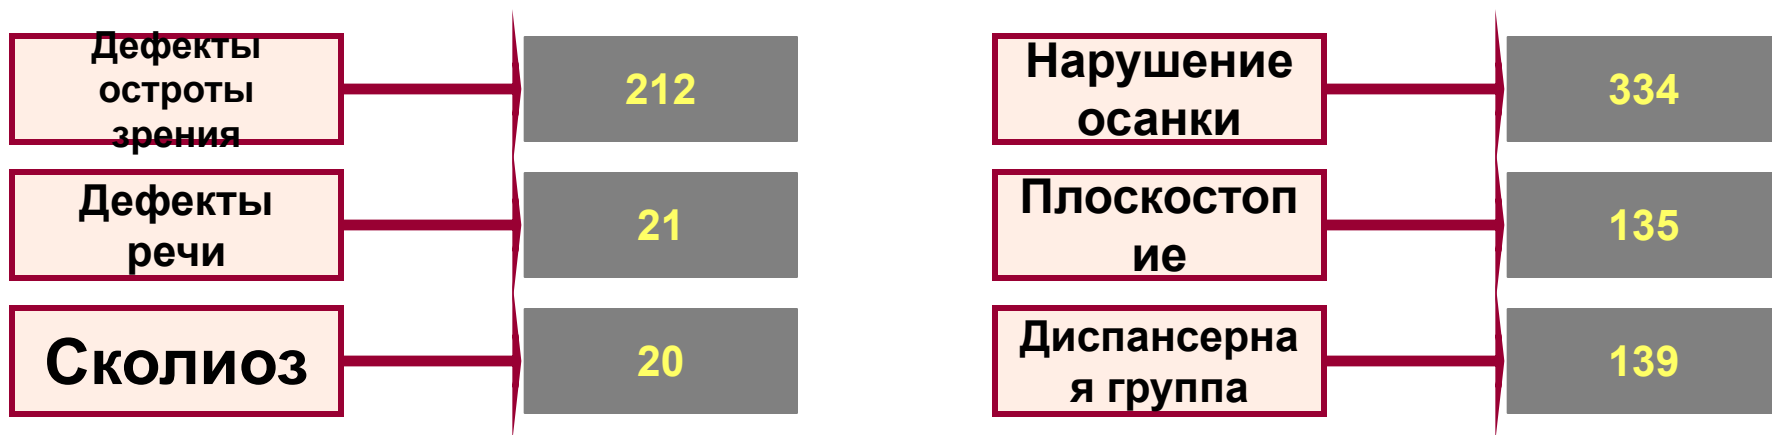 Дефекты
остроты
зрения
212
Дефекты
речи
21
Сколиоз
20
Нарушение
осанки
334
Плоскостоп
ие
135
Диспансерна
я группа
139